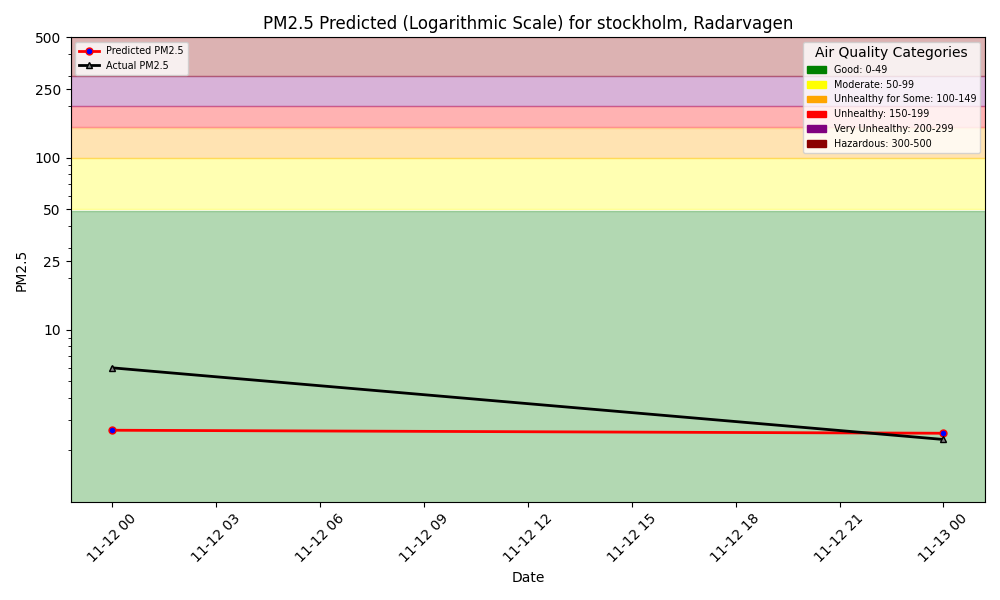 PM2.5 Predicted (Logarithmic Scale) for stockholm, Radarvagen
Predicted PM2.5
Actual PM2.5
Air Quality Categories
Good: 0-49
Moderate: 50-99
Unhealthy for Some: 100-149
Unhealthy: 150-199
Very Unhealthy: 200-299
Hazardous: 300-500
PM2.5
500
250
100
50
25
10
11-12 00
11-12 03
11-12 06
11-12 09
11-12 12
11-12 15
11-12 18
11-12 21
11-13 00
Date